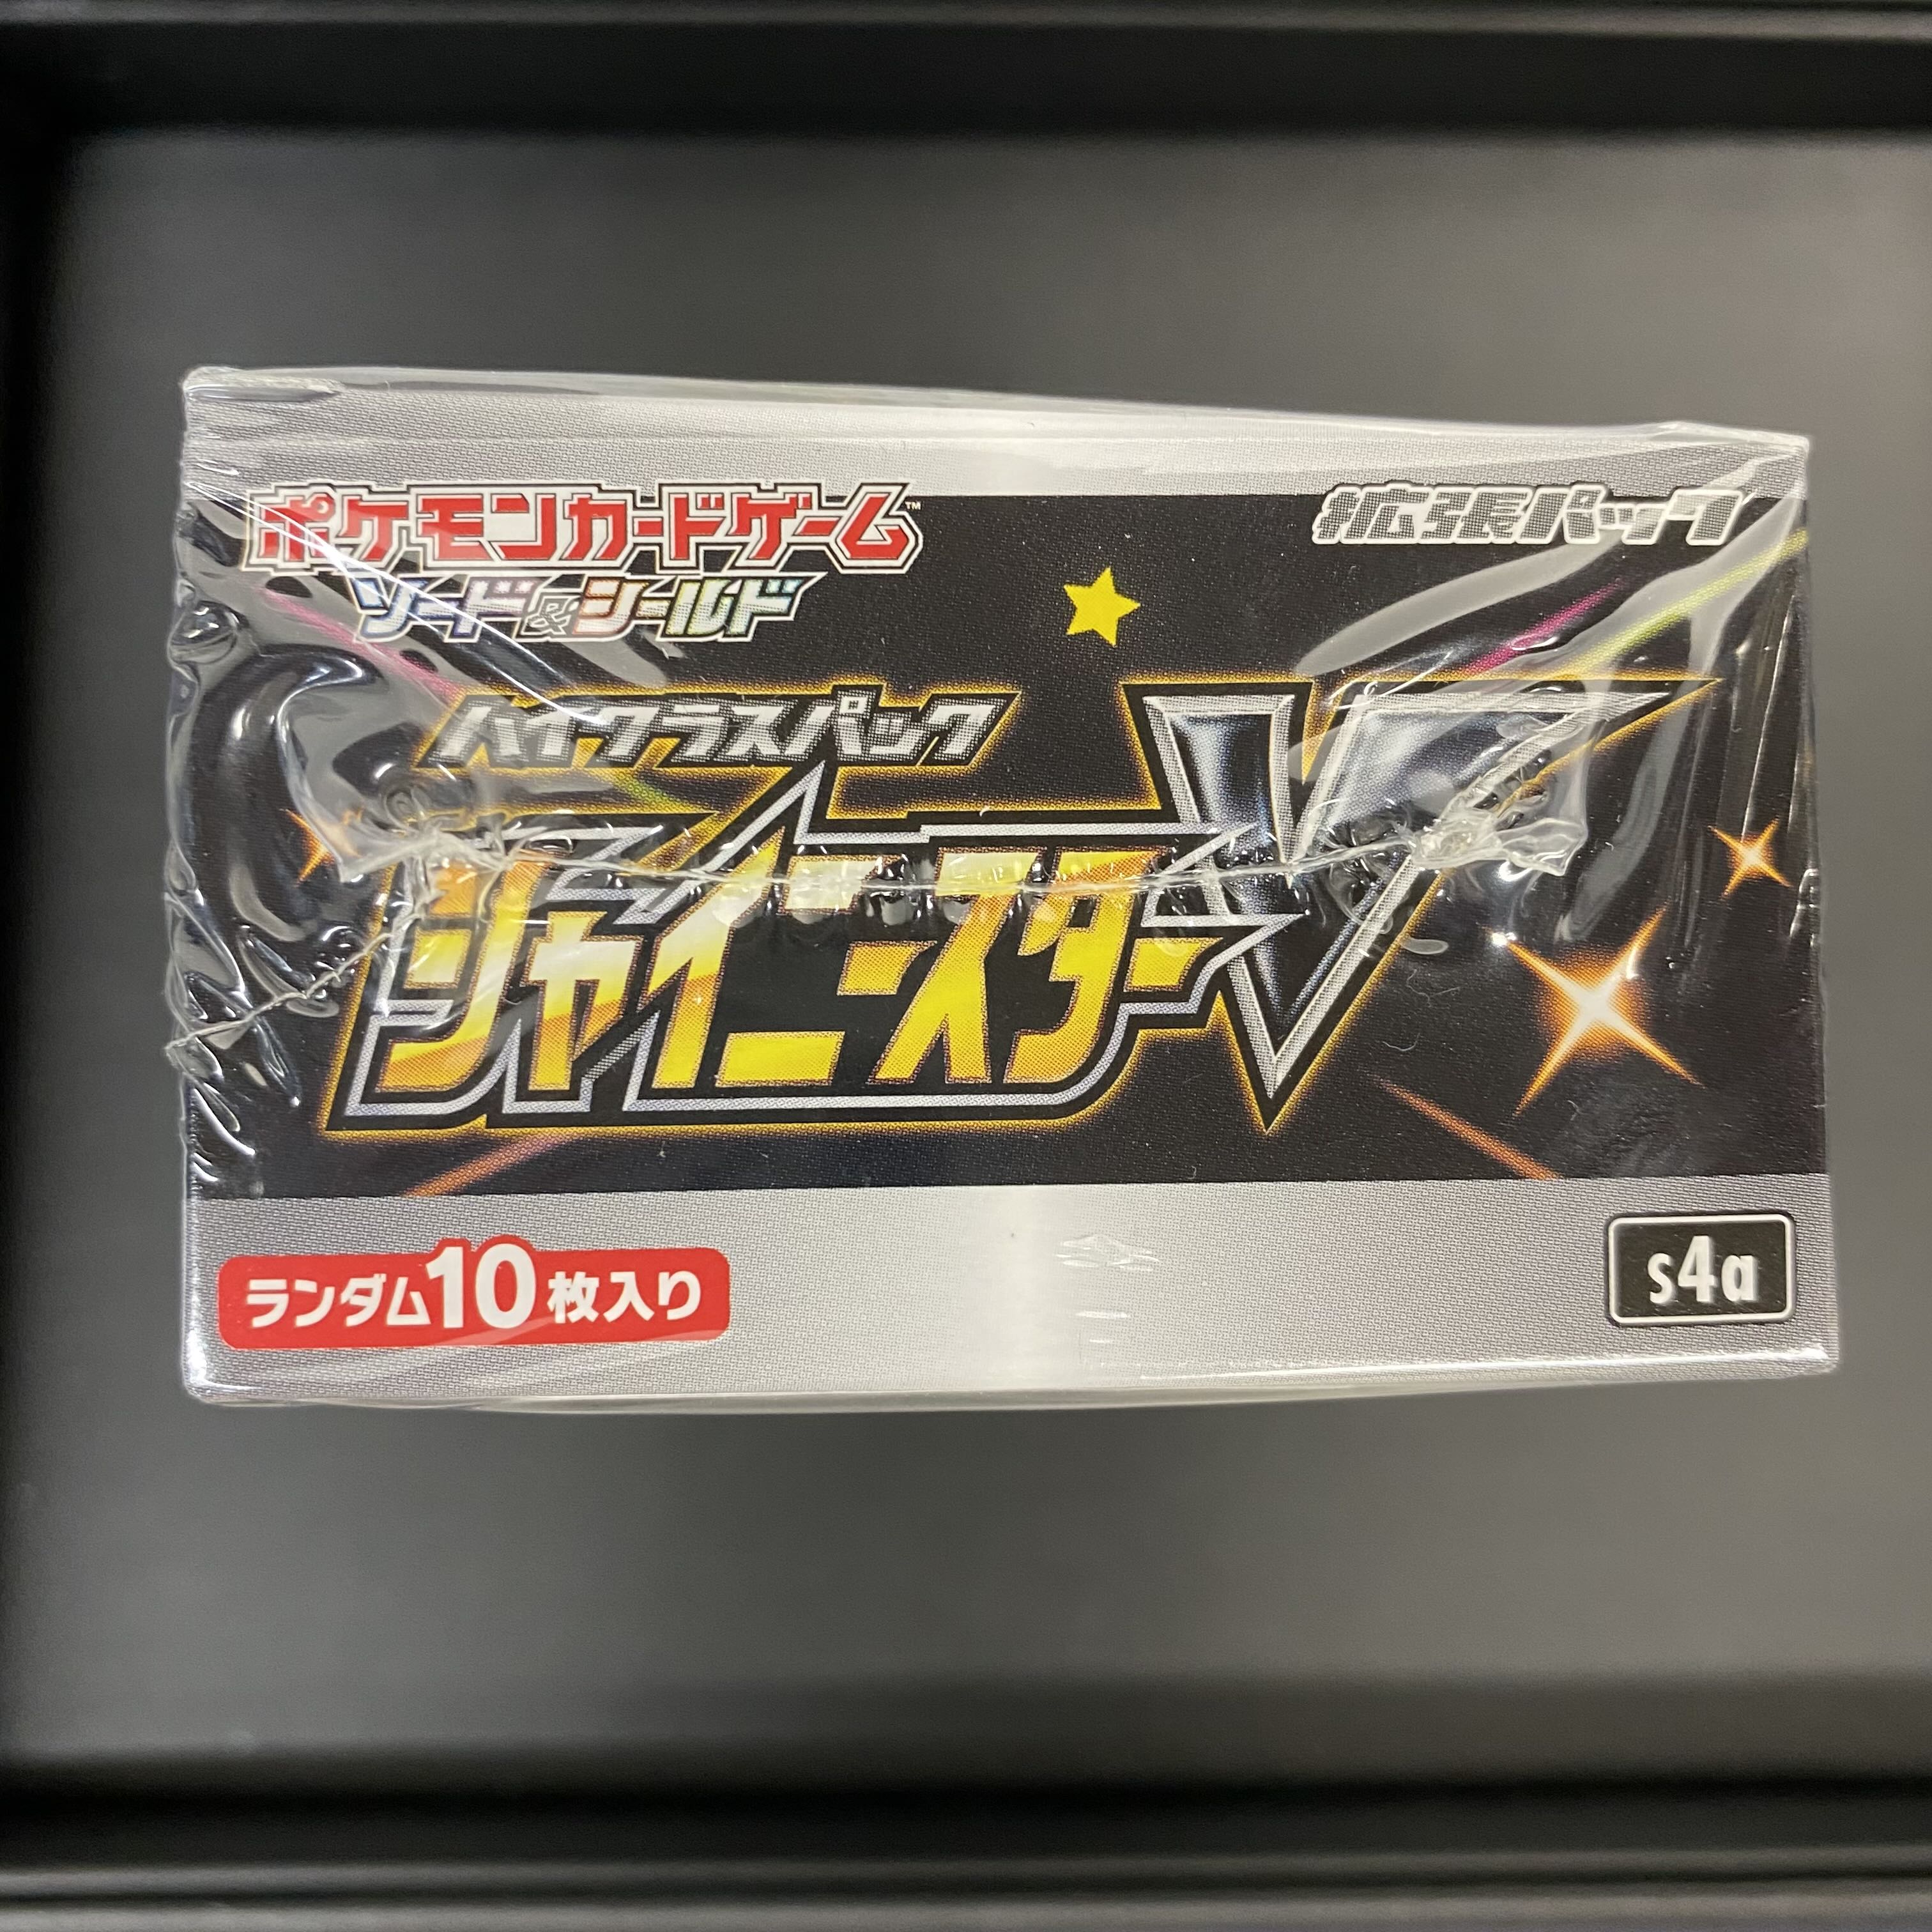 ポケモンカードゲーム™
拡張パック
ソード&シールド
ハイクラスパック
シャイニースターV
ランダム10枚入り
s4a